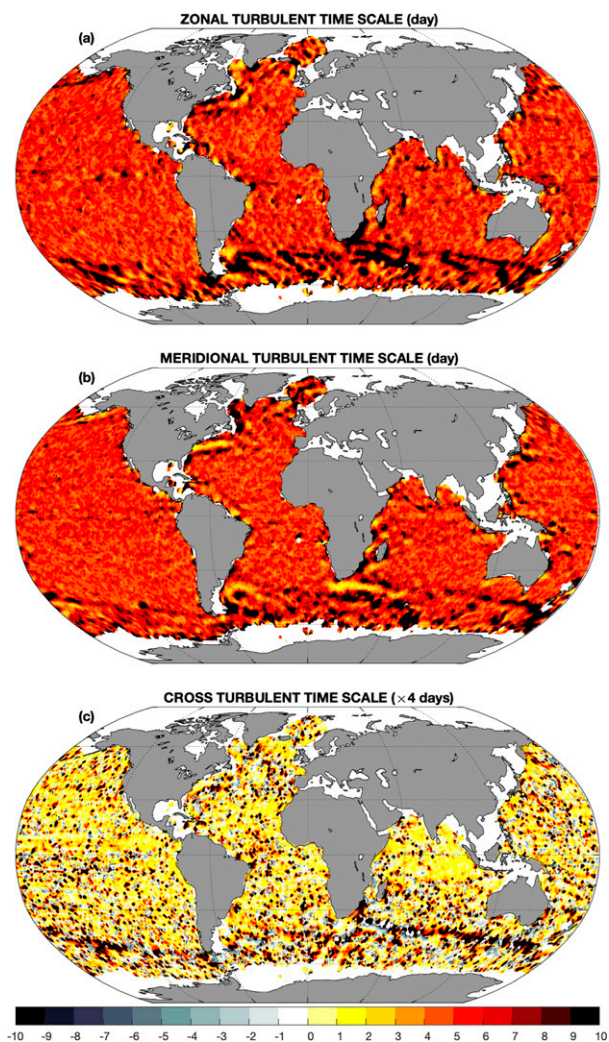 ZONAL TURBULENT TIME SCALE (day)
(a)
MERIDIONAL TURBULENT TIME SCALE (day)
(b)
CROSS TURBULENT TIME SCALE (×4 days)
(c)
-10 -9 -8 -7 -6 -5 -4 -3 -2 -1 0 1 2 3 4 5 6 7 8 9 10